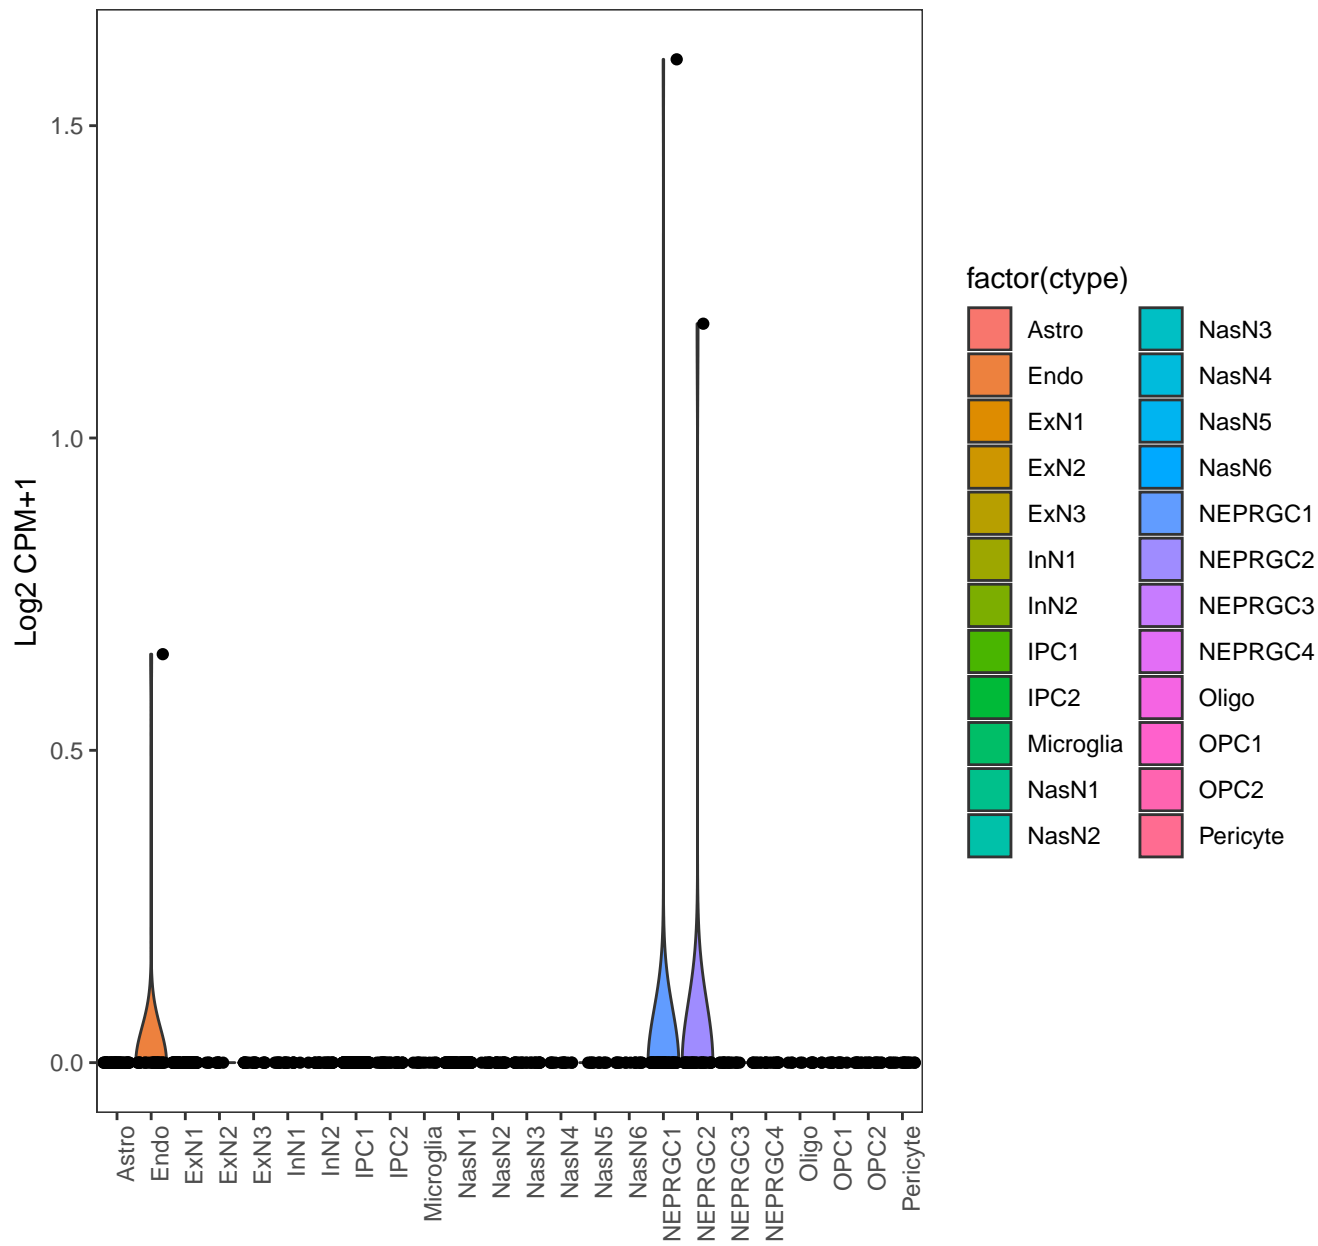 1.5
1.0
0.5
0.0
Log2 CPM+1
Astro
Endo
ExN1
ExN2
ExN3
InN1
InN2
IPC1
IPC2
Microglia
NasN1
NasN2
NasN3
NasN4
NasN5
NasN6
NEPRGC1
NEPRGC2
NEPRGC3
NEPRGC4
Oligo
OPC1
OPC2
Pericyte
factor(ctype)
Astro
Endo
ExN1
ExN2
ExN3
InN1
InN2
IPC1
IPC2
Microglia
NasN1
NasN2
NasN3
NasN4
NasN5
NasN6
NEPRGC1
NEPRGC2
NEPRGC3
NEPRGC4
Oligo
OPC1
OPC2
Pericyte